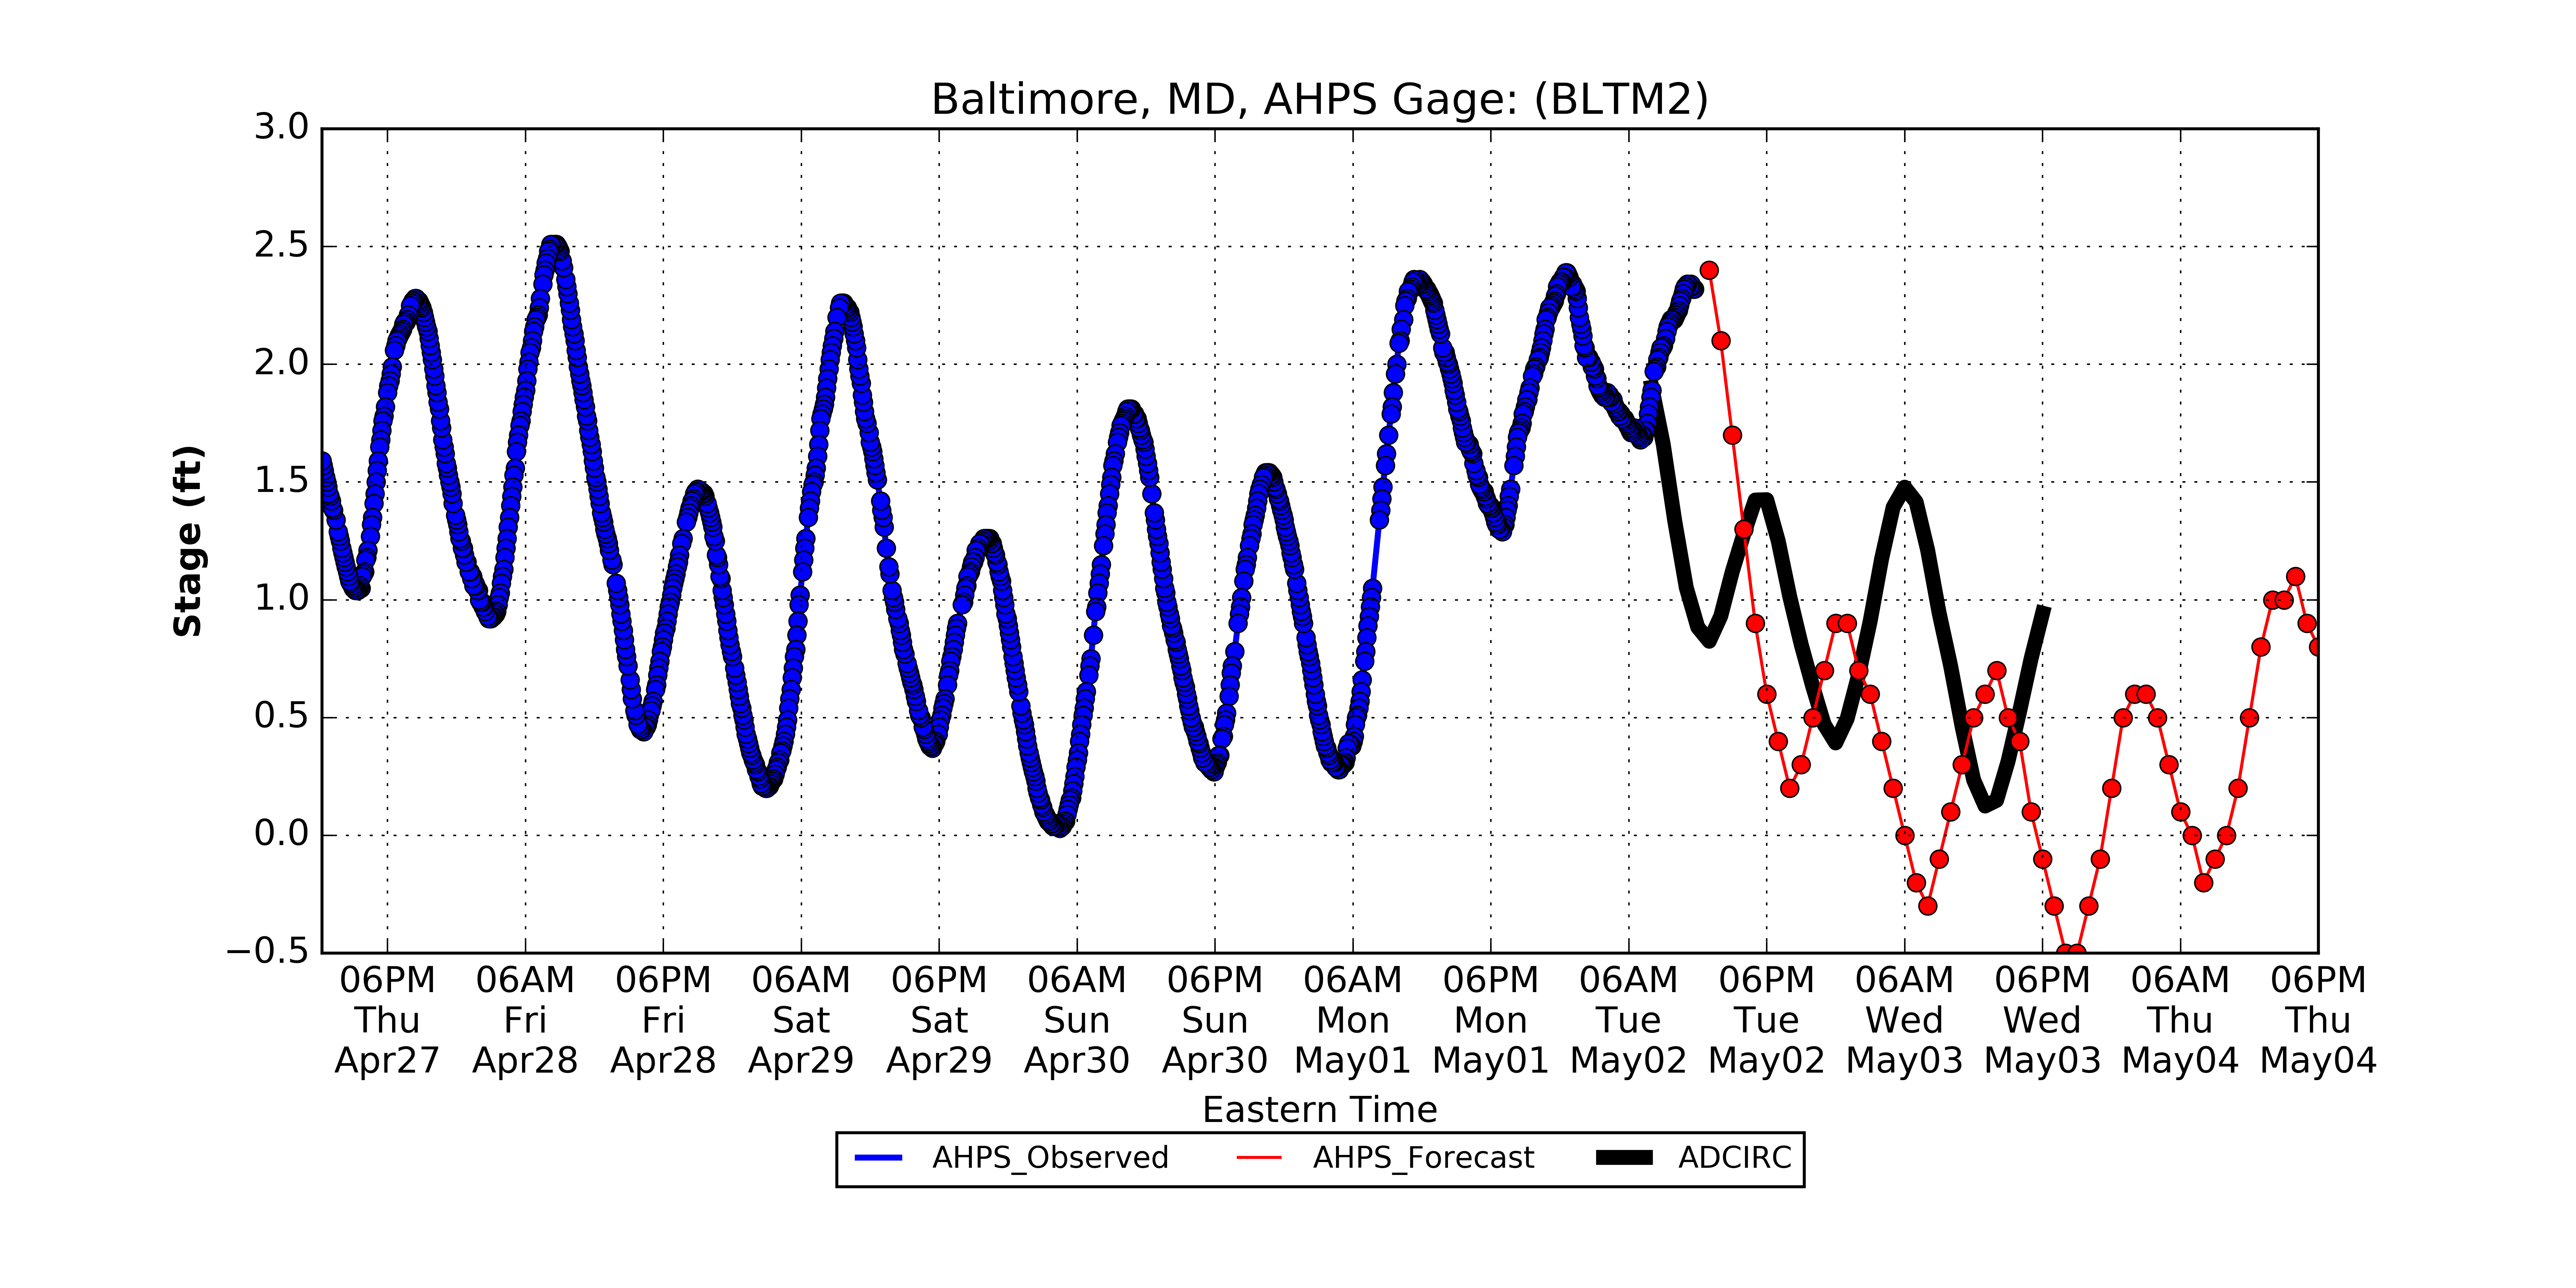 Baltimore, MD, AHPS Gage: (BLTM2)
3.0
2.5
2.0
1.5
1.0
0.5
0.0
−0.5
Stage (ft)
06PM 06AM 06PM 06AM 06PM 06AM 06PM 06AM 06PM 06AM 06PM 06AM 06PM 06AM 06PM
Thu Fri Fri Sat Sat Sun Sun Mon Mon Tue Tue Wed Wed Thu Thu
Apr27 Apr28 Apr28 Apr29 Apr29 Apr30 Apr30 May01 May01 May02 May02 May03 May03 May04 May04
Eastern Time
AHPS_Observed AHPS_Forecast ADCIRC